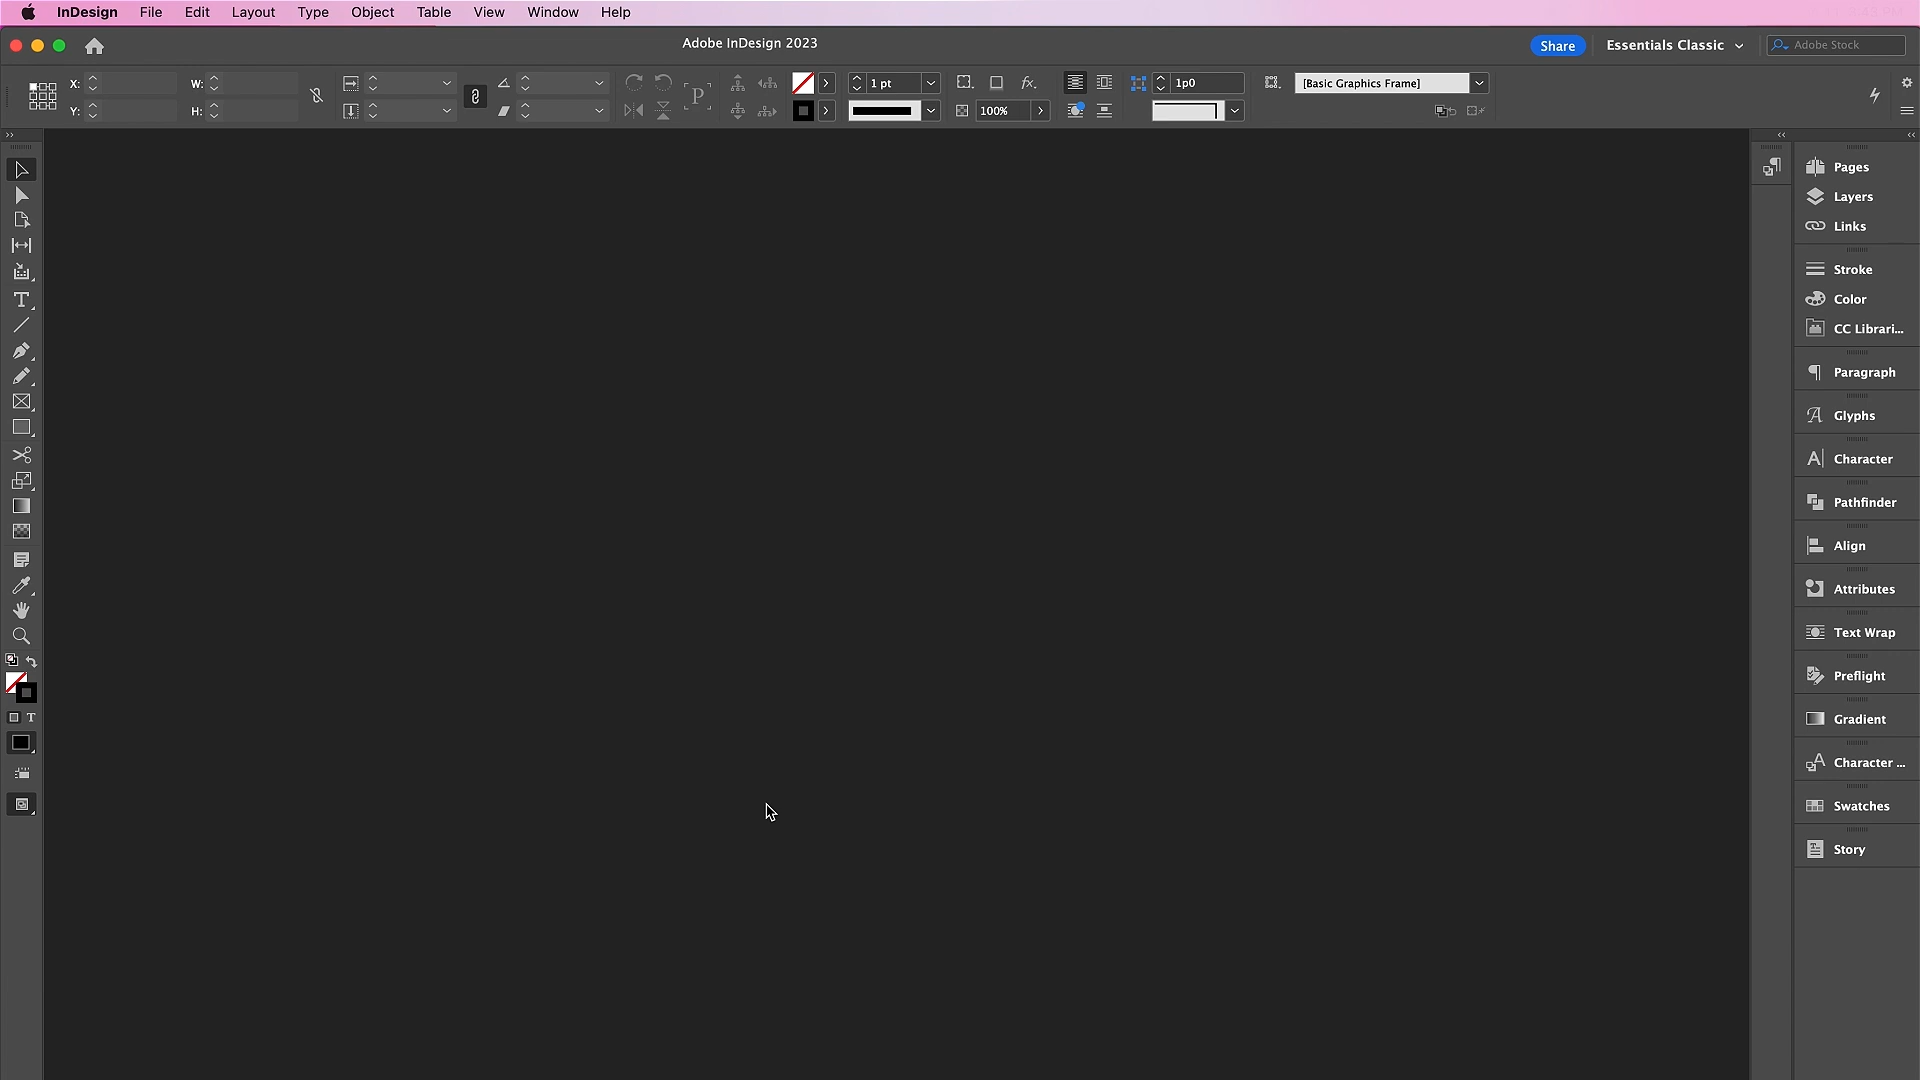 InDesign File Edit Layout Type Object Table View Window Help
Adobe InDesign 2023
Share
Essentials Classic
Adobe Stock
X: W: 1 pt fx. 1p0 [Basic Graphics Frame]
Y: H: P 100%
Pages
Layers
Links
Stroke
Color
CC Librari...
Paragraph
Glyphs
Character
Pathfinder
Align
Attributes
Text Wrap
Preflight
Gradient
Character ...
Swatches
Story